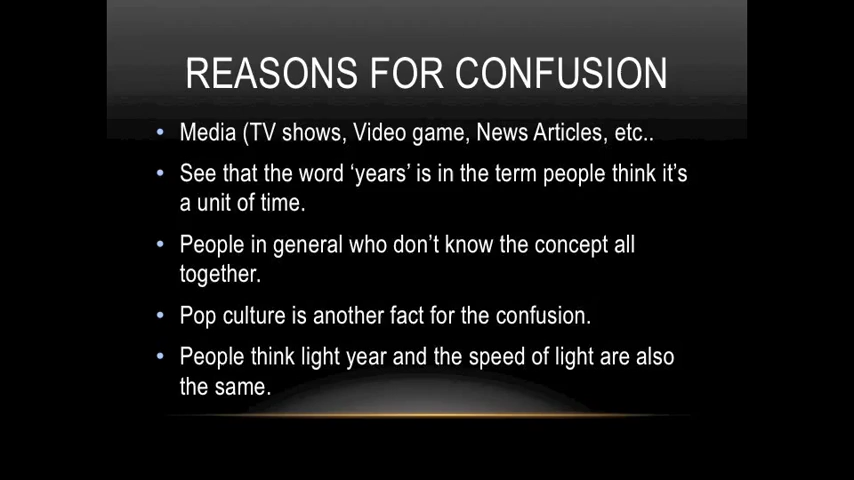 REASONS FOR CONFUSION
• Media (TV shows, Video game, News Articles, etc..
• See that the word ‘years’ is in the term people think it’s
a unit of time.
• People in general who don’t know the concept all
together.
• Pop culture is another fact for the confusion.
• People think light year and the speed of light are also
the same.